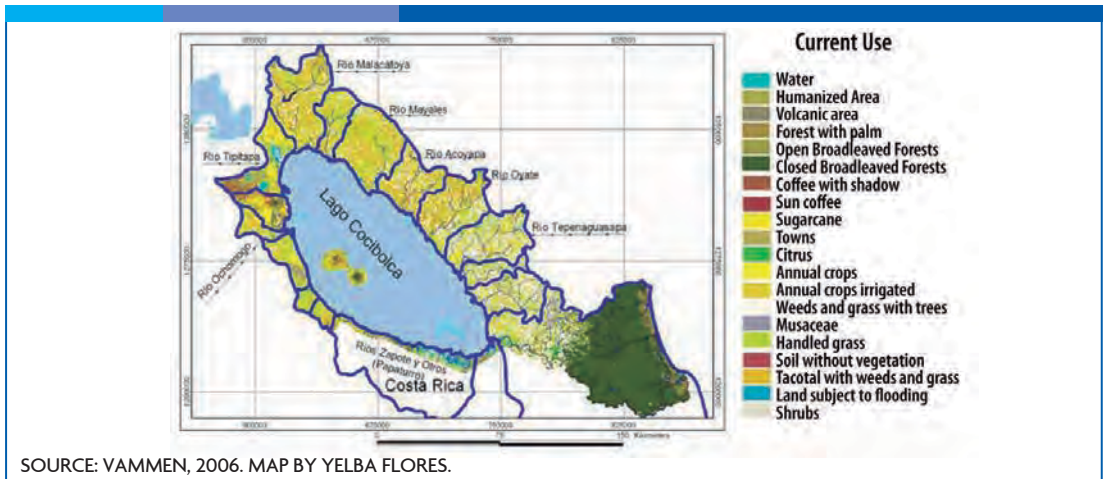 Current Use
Water
Humanized Area
Volcanic area
Forest with palm
Open Broadleaved Forests
Closed Broadleaved Forests
Coffee with shadow
Sun coffee
Sugarcane
Towns
Citrus
Annual crops
Annual crops irrigated
Weeds and grass with trees
Musaceae
Handled grass
Soil without vegetation
Tacotal with weeds and grass
Land subject to flooding
Shrubs
Rio Malacatoya
Rio Mayales
Rio Acoyapa
Rio Oyate
Rio Tepenaguasapa
Rio Tipitapa
Rio Ochomogo
Lago Cocibolca
Rios Zapote y Otros
(Papaturro)
Costa Rica
0
75
150 Kilometers
SOURCE: VAMMEN, 2006. MAP BY YELBA FLORES.